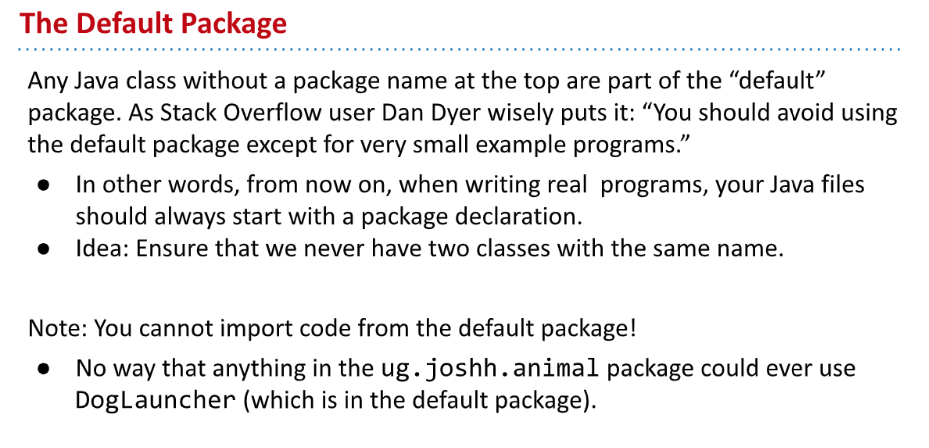 The Default Package
Any Java class without a package name at the top are part of the “default”
package. As Stack Overflow user Dan Dyer wisely puts it: “You should avoid using
the default package except for very small example programs.”
● In other words, from now on, when writing real  programs, your Java files
should always start with a package declaration.
● Idea: Ensure that we never have two classes with the same name.
Note: You cannot import code from the default package!
● No way that anything in the ug.joshh.animal package could ever use
DogLauncher (which is in the default package).